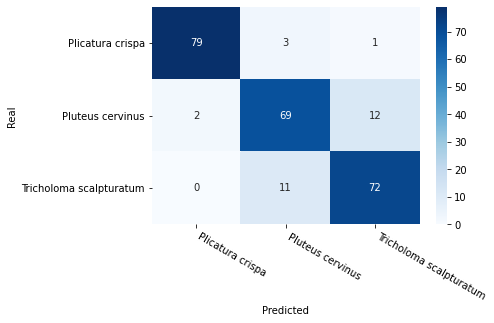 Real
Plicatura crispa 79 3 1
Pluteus cervinus 2 69 12
Tricholoma scalpturatum 0 11 72
Plicatura crispa
Pluteus cervinus
Tricholoma scalpturatum
Predicted
70
60
50
40
30
20
10
0